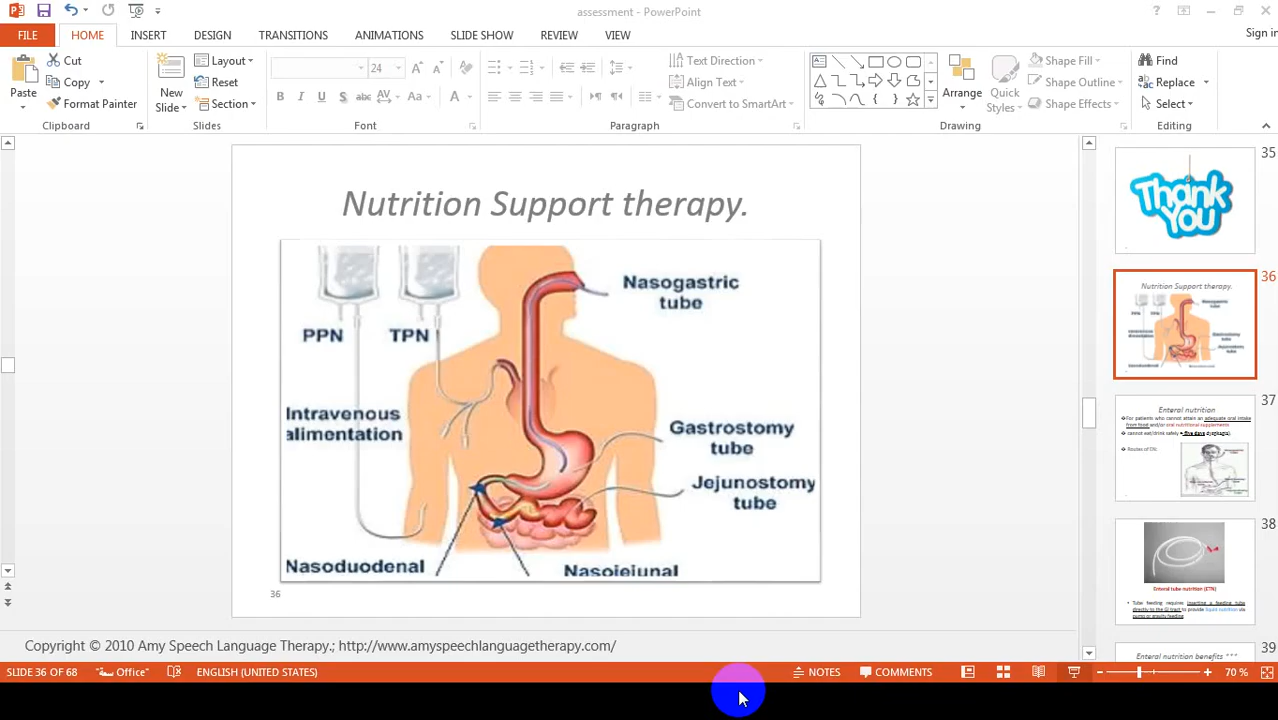 assessment - PowerPoint
Sign in
FILE HOME INSERT DESIGN TRANSITIONS ANIMATIONS SLIDE SHOW REVIEW VIEW
Paste
Cut
Copy
Format Painter
Clipboard
New
Slide
Layout
Reset
Section
Slides
24
B I U S abc AV Aa A
Font
Text Direction
Align Text
Convert to SmartArt
Paragraph
Arrange
Quick
Styles
Shape Fill
Shape Outline
Shape Effects
Drawing
Find
Replace
Select
Editing
Nutrition Support therapy.
Nasogastric
tube
PPN TPN
Intravenous
alimentation
Gastrostomy
tube
Jejunostomy
tube
Nasoduodenal
Nasojejunal
36
35
Thank
You
36
Nutrition Support therapy.
PPN TPN
37
Enteral nutrition
For patients who cannot attain an adequate oral intake
from food and/or oral nutritional supplements
Routes of EN:
38
Enteral tube nutrition (ETN)
Tube feeding requires inserting a feeding tube
directly to the GI tract to provide liquid nutrition via
pump or gravity feeding
39
Enteral nutrition benefits ***
Copyright © 2010 Amy Speech Language Therapy.; http://www.amyspeechlanguagetherapy.com/
SLIDE 36 OF 68 "Office" ENGLISH (UNITED STATES) NOTES COMMENTS 70 %